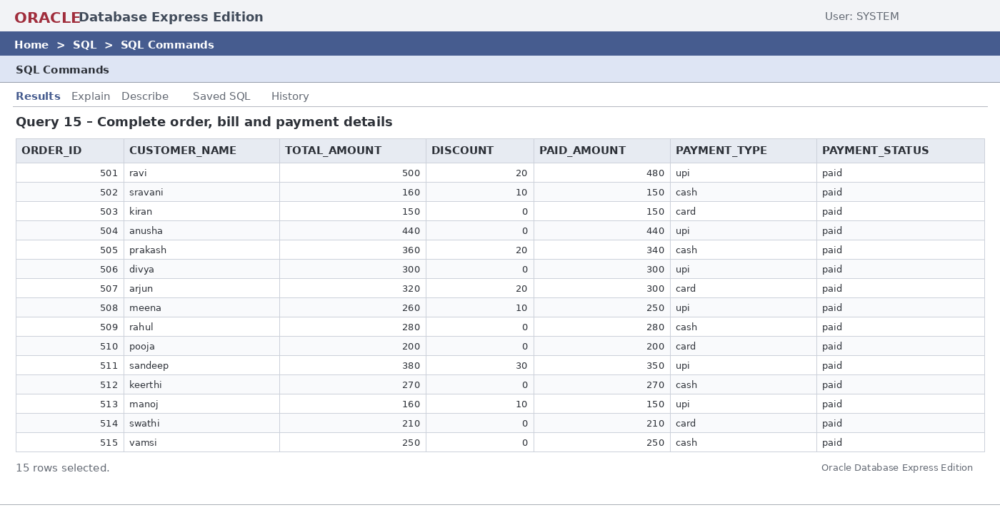 ORACLE Database Express Edition User: SYSTEM
Home > SQL > SQL Commands
SQL Commands
Results Explain Describe Saved SQL History
Query 15 – Complete order, bill and payment details
ORDER_ID CUSTOMER_NAME TOTAL_AMOUNT DISCOUNT PAID_AMOUNT PAYMENT_TYPE PAYMENT_STATUS
501 ravi 500 20 480 upi paid
502 sravani 160 10 150 cash paid
503 kiran 150 0 150 card paid
504 anusha 440 0 440 upi paid
505 prakash 360 20 340 cash paid
506 divya 300 0 300 upi paid
507 arjun 320 20 300 card paid
508 meena 260 10 250 upi paid
509 rahul 280 0 280 cash paid
510 pooja 200 0 200 card paid
511 sandeep 380 30 350 upi paid
512 keerthi 270 0 270 cash paid
513 manoj 160 10 150 upi paid
514 swathi 210 0 210 card paid
515 vamsi 250 0 250 cash paid
15 rows selected. Oracle Database Express Edition